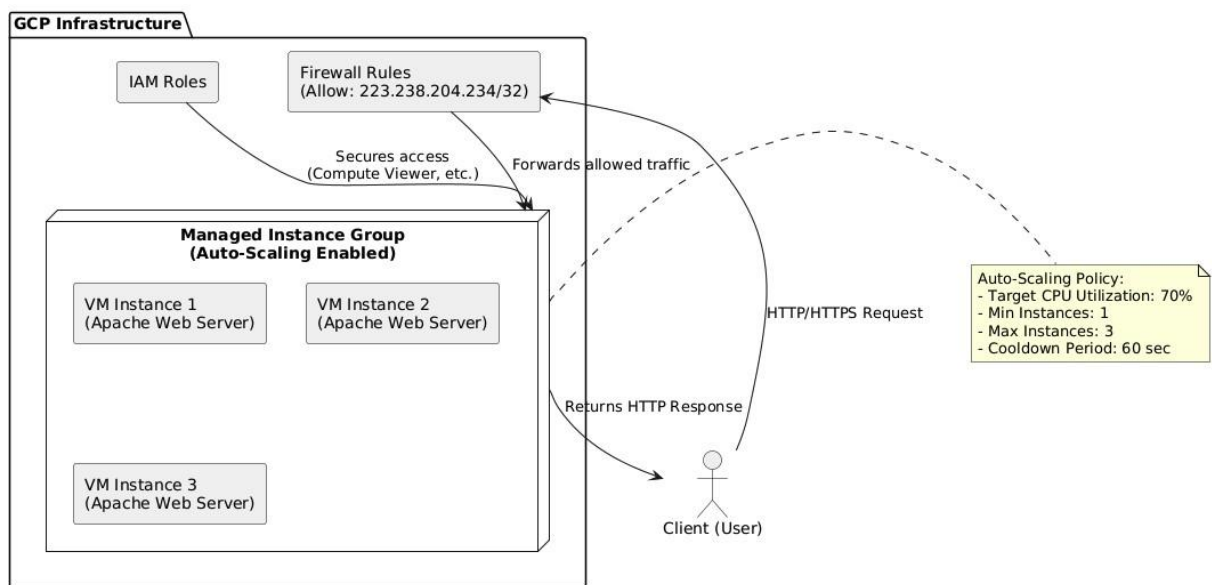 GCP Infrastructure
IAM Roles
Firewall Rules
(Allow: 223.238.204.234/32)
Secures access
(Compute Viewer, etc.)
Forwards allowed traffic
Managed Instance Group
(Auto-Scaling Enabled)
VM Instance 1
(Apache Web Server)
VM Instance 2
(Apache Web Server)
VM Instance 3
(Apache Web Server)
HTTP/HTTPS Request
Returns HTTP Response
Client (User)
Auto-Scaling Policy:
- Target CPU Utilization: 70%
- Min Instances: 1
- Max Instances: 3
- Cooldown Period: 60 sec